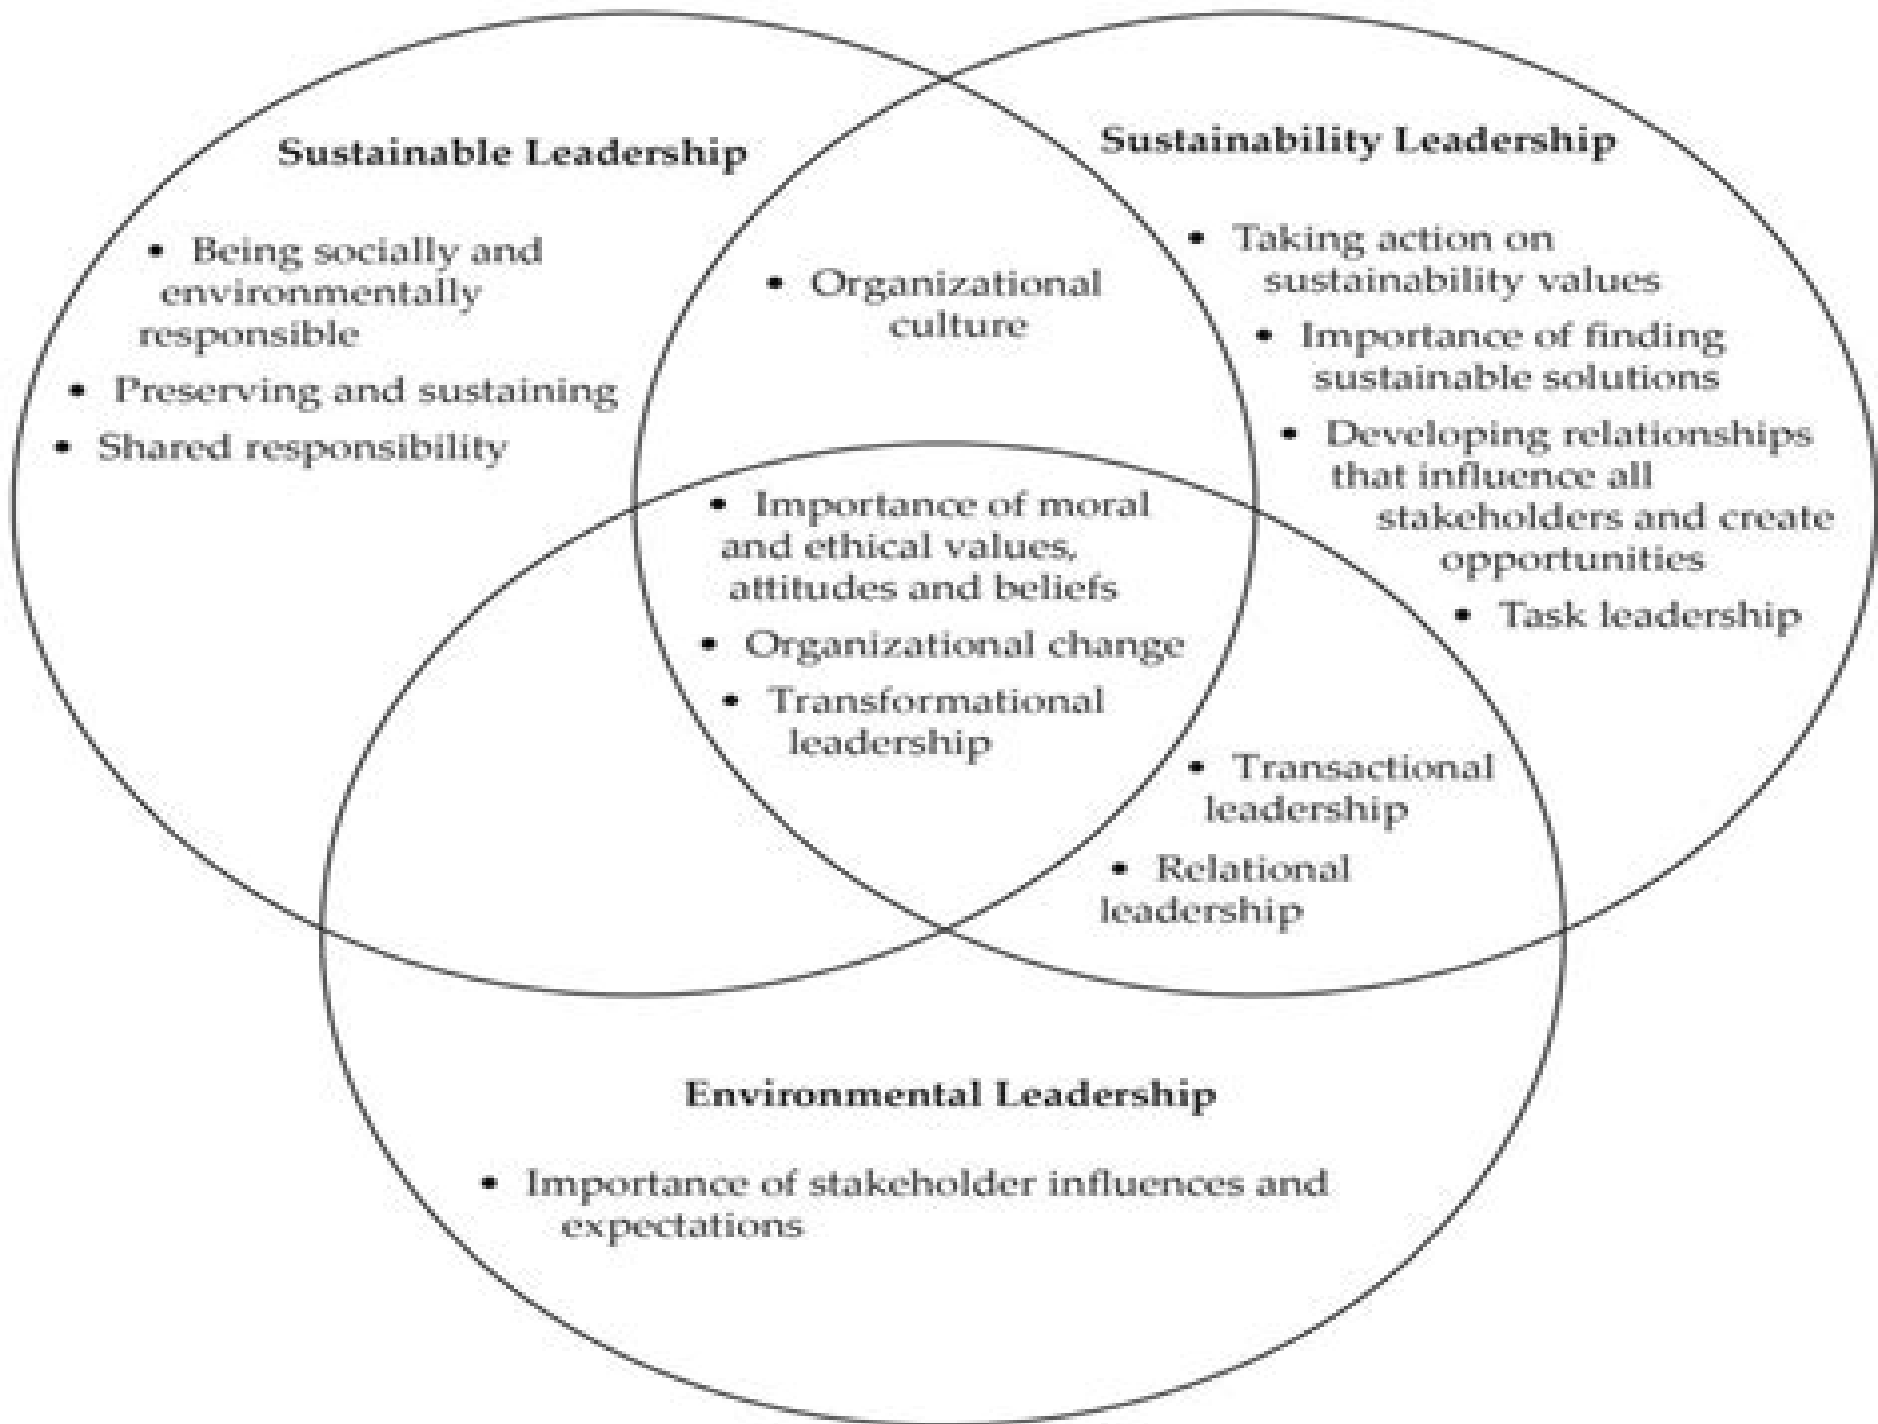 Sustainable Leadership
• Being socially and
environmentally
responsible
• Preserving and sustaining
• Shared responsibility
• Organizational
culture
Sustainability Leadership
• Taking action on
sustainability values
• Importance of finding
sustainable solutions
• Developing relationships
that influence all
stakeholders and create
opportunities
• Task leadership
• Importance of moral
and ethical values,
attitudes and beliefs
• Organizational change
• Transformational
leadership
• Transactional
leadership
• Relational
leadership
Environmental Leadership
• Importance of stakeholder influences and
expectations